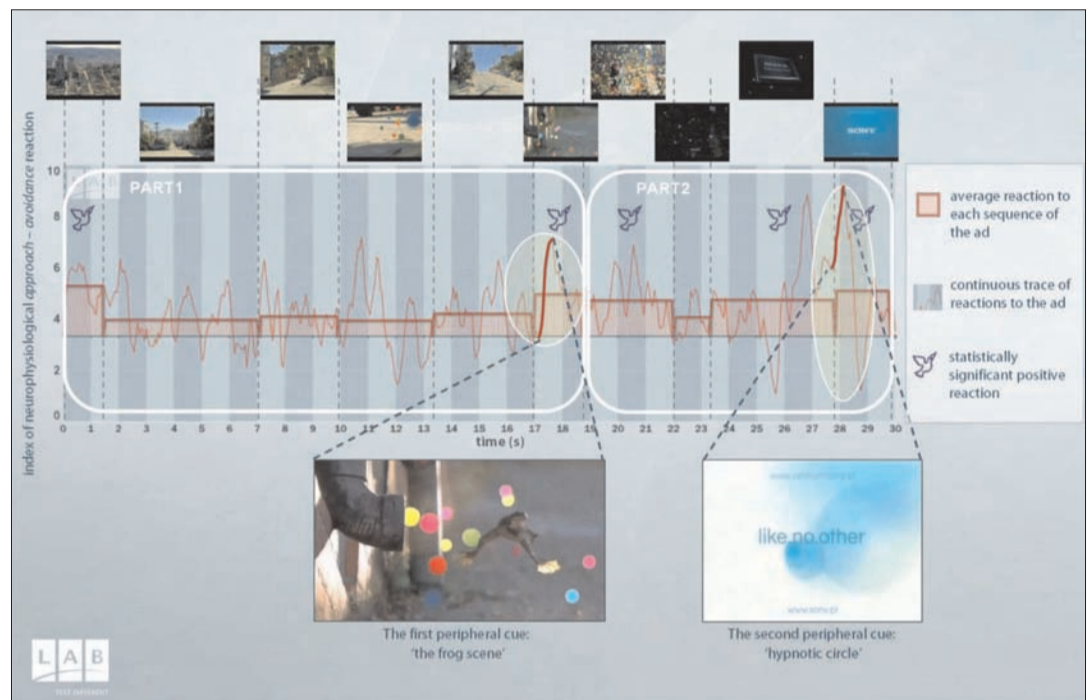 index of neurophysiological approach – avoidance reaction
10
8
6
4
2
0
PART1
PART2
0 1 2 3 4 5 6 7 8 9 10 11 12 13 14 15 16 17 18 19 20 21 22 23 24 25 26 27 28 29 30
time (s)
SONY
average reaction to
each sequence of
the ad
continuous trace of
reactions to the ad
statistically
significant positive
reaction
like.no.other
www.sony.pl
The first peripheral cue:
'the frog scene'
The second peripheral cue:
'hypnotic circle'
LAB